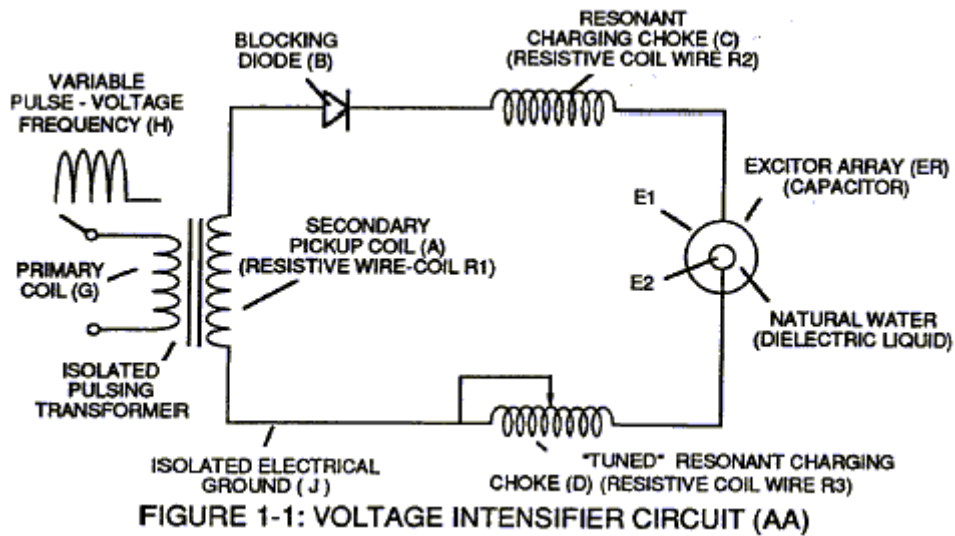 BLOCKING
DIODE (B)
RESONANT
CHARGING CHOKE (C)
(RESISTIVE COIL WIRE R2)
VARIABLE
PULSE - VOLTAGE
FREQUENCY (H)
EXCITOR ARRAY (ER)
(CAPACITOR)
E1
SECONDARY
PICKUP COIL (A)
(RESISTIVE WIRE-COIL R1)
PRIMARY
COIL (G)
E2
NATURAL WATER
(DIELECTRIC LIQUID)
ISOLATED
PULSING
TRANSFORMER
ISOLATED ELECTRICAL
GROUND ( J )
"TUNED" RESONANT CHARGING
CHOKE (D) (RESISTIVE COIL WIRE R3)
FIGURE 1-1: VOLTAGE INTENSIFIER CIRCUIT (AA)